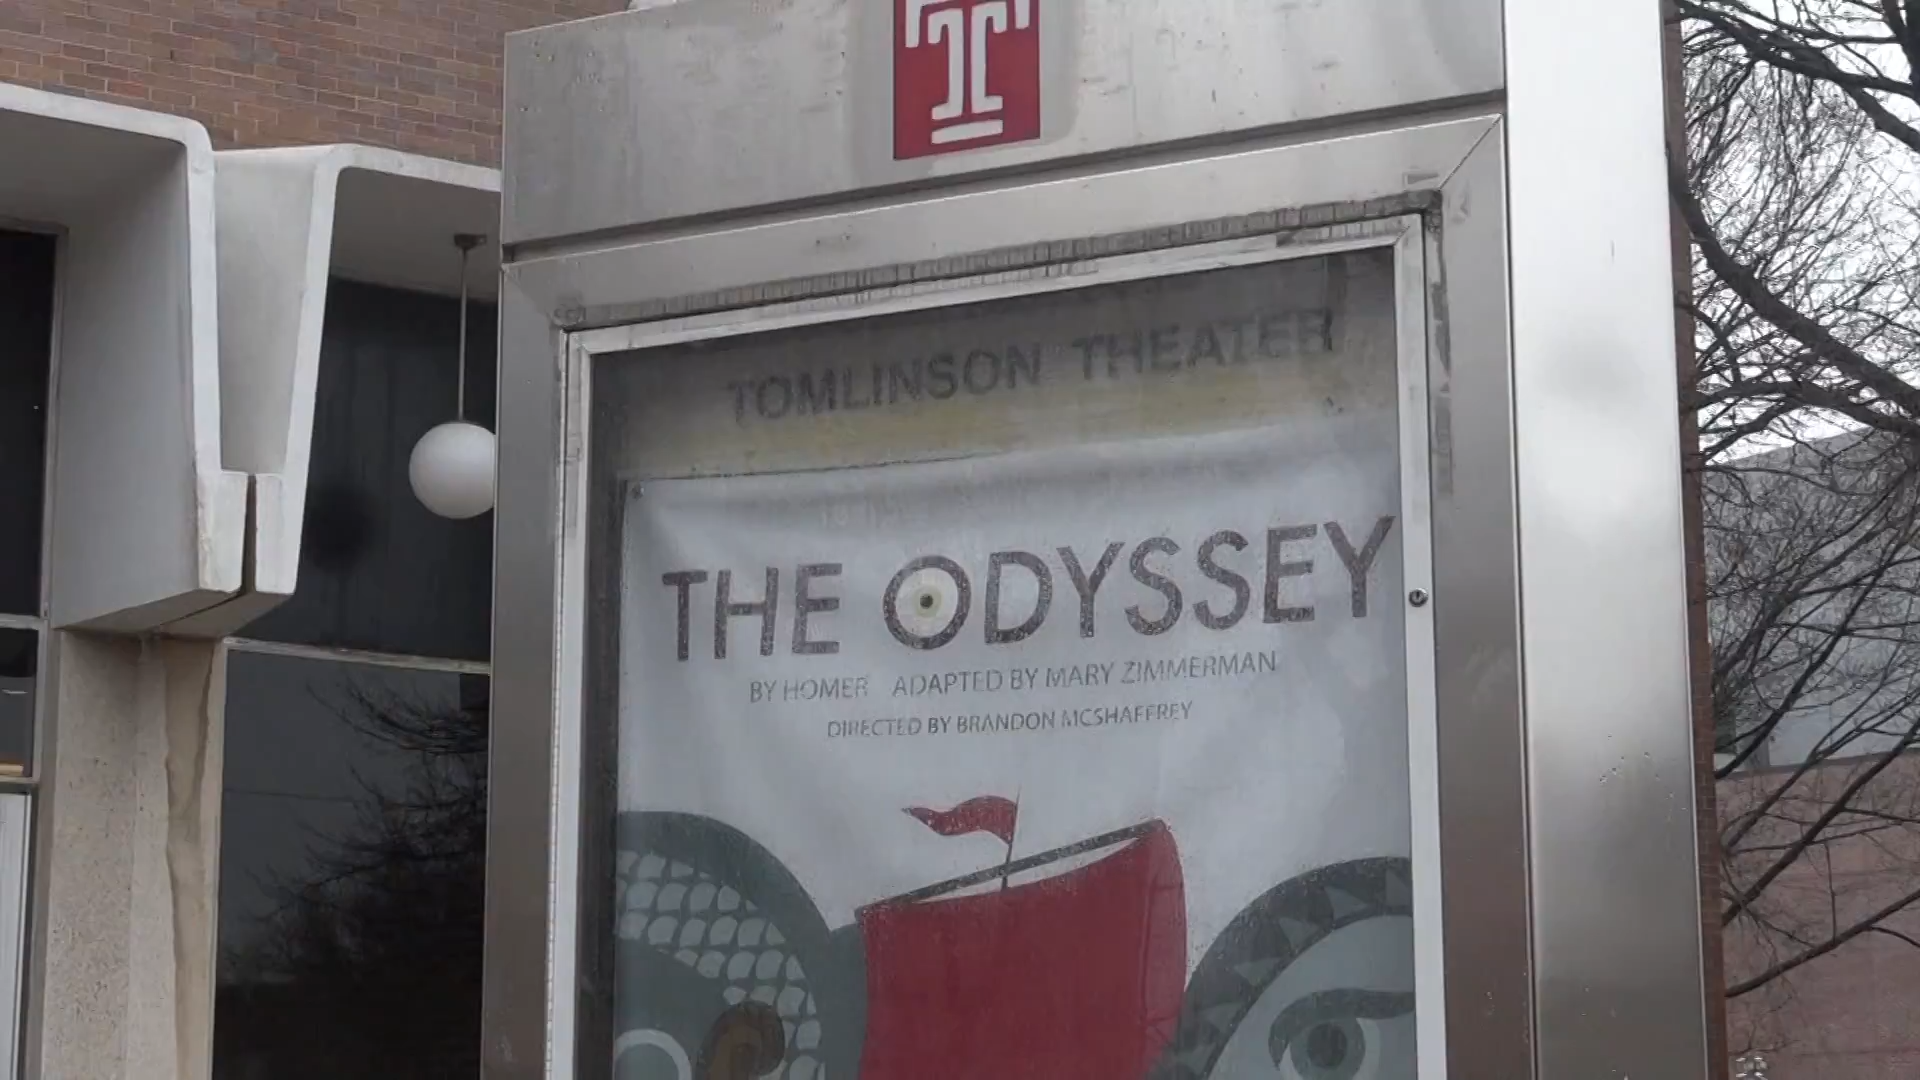 T
TOMLINSON THEATER
THE ODYSSEY
BY HOMER ADAPTED BY MARY ZIMMERMAN
DIRECTED BY BRANDON MCSHAFFREY